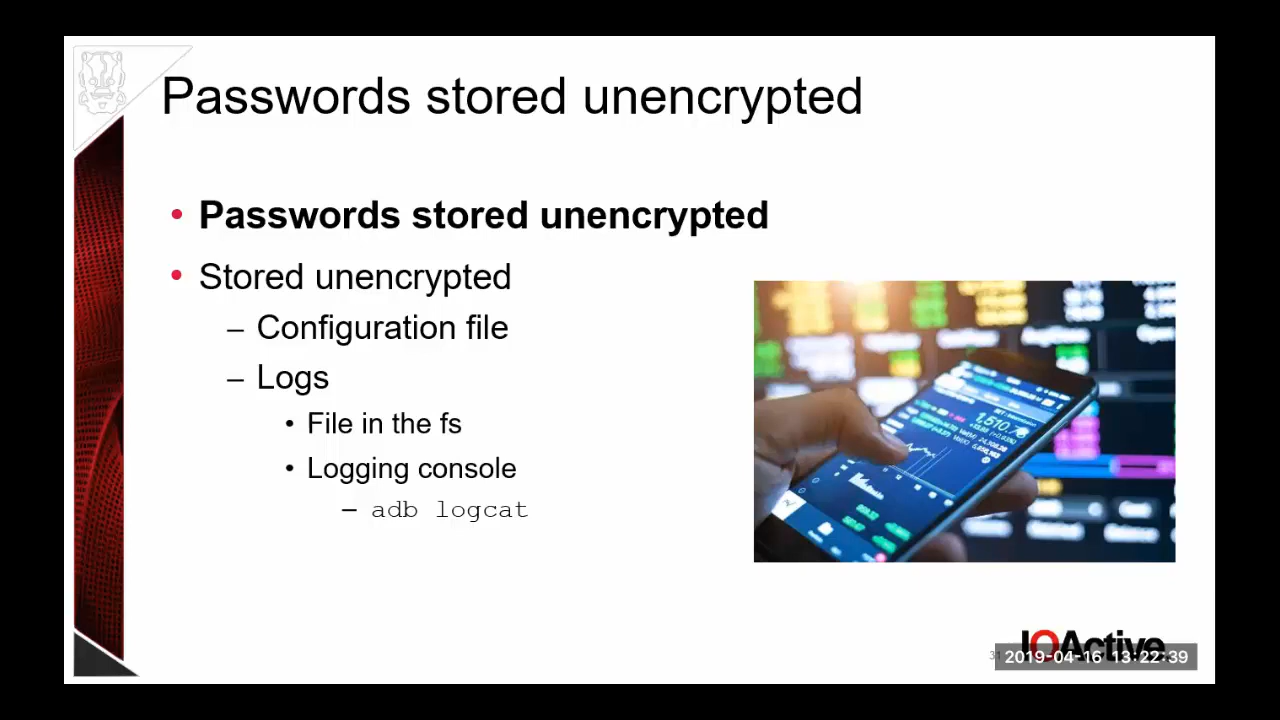 Passwords stored unencrypted
• Passwords stored unencrypted
• Stored unencrypted
– Configuration file
– Logs
• File in the fs
• Logging console
– adb logcat
IOActive
31 2019-04-16 13:22:39